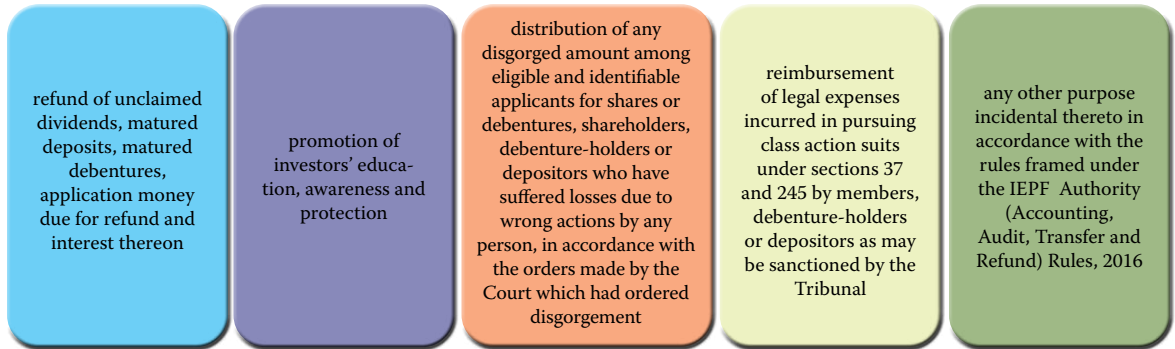 refund of unclaimed
dividends, matured
deposits, matured
debentures,
application money
due for refund and
interest thereon
promotion of
investors' educa-
tion, awareness and
protection
distribution of any
disgorged amount among
eligible and identifiable
applicants for shares or
debentures, shareholders,
debenture-holders or
depositors who have
suffered losses due to
wrong actions by any
person, in accordance with
the orders made by the
Court which had ordered
disgorgement
reimbursement
of legal expenses
incurred in pursuing
class action suits
under sections 37
and 245 by members,
debenture-holders
or depositors as may
be sanctioned by the
Tribunal
any other purpose
incidental thereto in
accordance with the
rules framed under
the IEPF Authority
(Accounting,
Audit, Transfer and
Refund) Rules, 2016